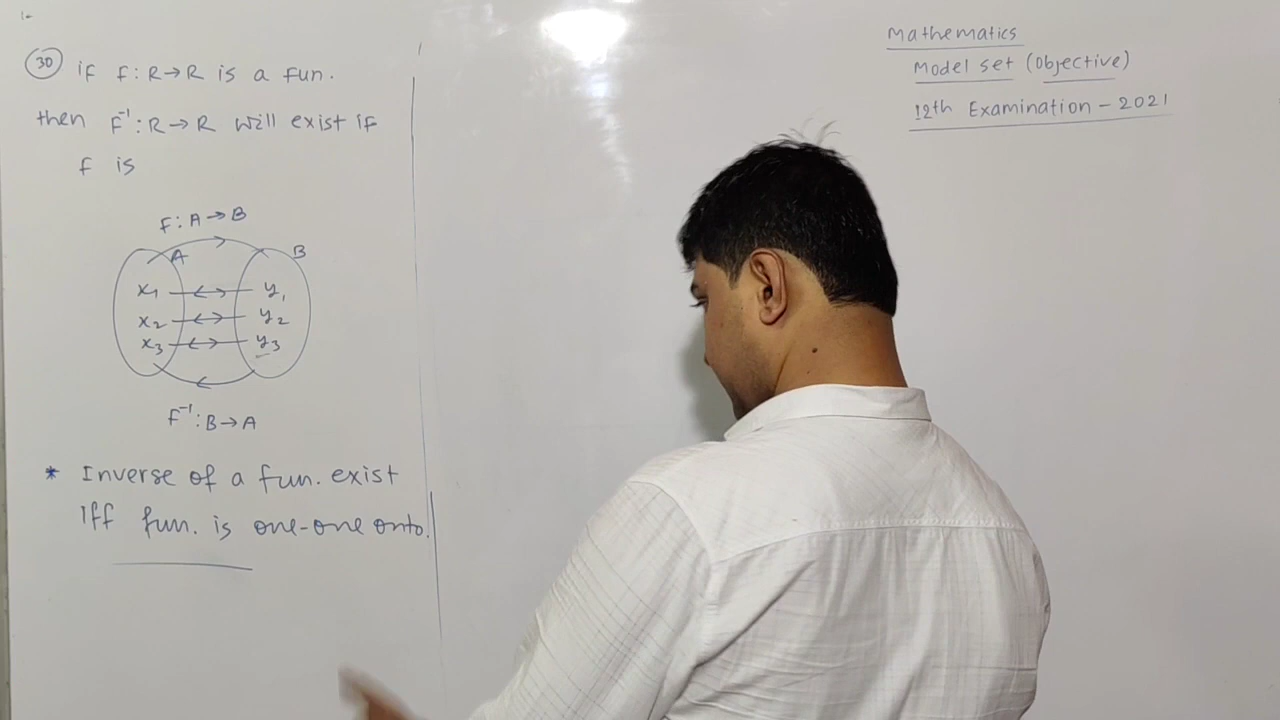 30 if f : R→R is a fun.
then F⁻¹ : R→R will exist if
f is
F : A→B
A B
x1 y1
x2 y2
x3 y3
F⁻¹ : B→A
* Inverse of a fun. exist
iff fun. is one-one onto.
Mathematics
Model set (Objective)
12th Examination - 2021